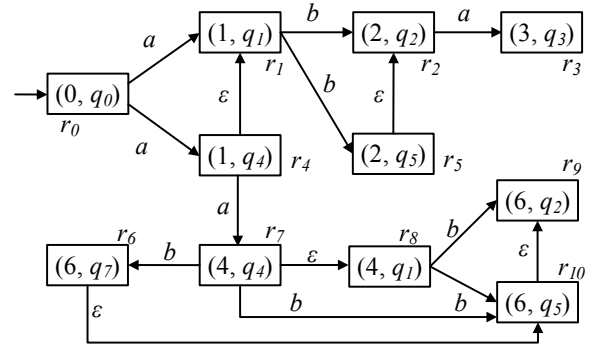 a b a
(0, q0) (1, q1) (2, q2) (3, q3)
r0 r1 r2 r3
a ε b ε
(1, q4) (2, q5)
r4 r5
a r9
r6 r7 r8 (6, q2)
(6, q7) b (4, q4) ε (4, q1) b ε r10
ε b b (6, q5)